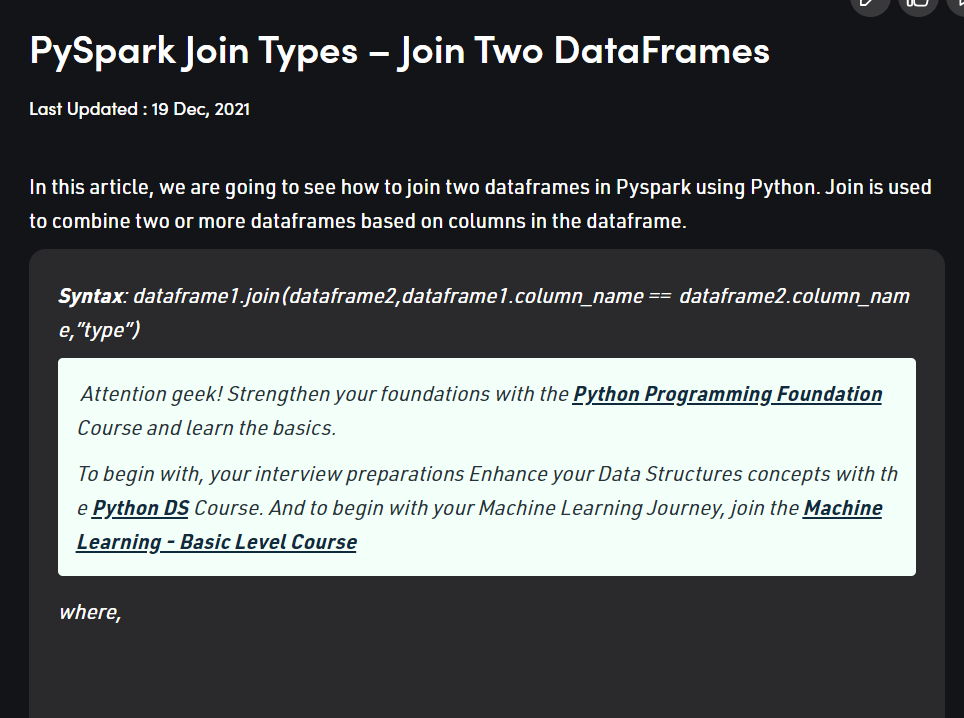 PySpark Join Types – Join Two DataFrames
Last Updated : 19 Dec, 2021
In this article, we are going to see how to join two dataframes in Pyspark using Python. Join is used
to combine two or more dataframes based on columns in the dataframe.
Syntax: dataframe1.join(dataframe2,dataframe1.column_name == dataframe2.column_nam
e,”type”)
Attention geek! Strengthen your foundations with the Python Programming Foundation
Course and learn the basics.
To begin with, your interview preparations Enhance your Data Structures concepts with th
e Python DS Course. And to begin with your Machine Learning Journey, join the Machine
Learning - Basic Level Course
where,